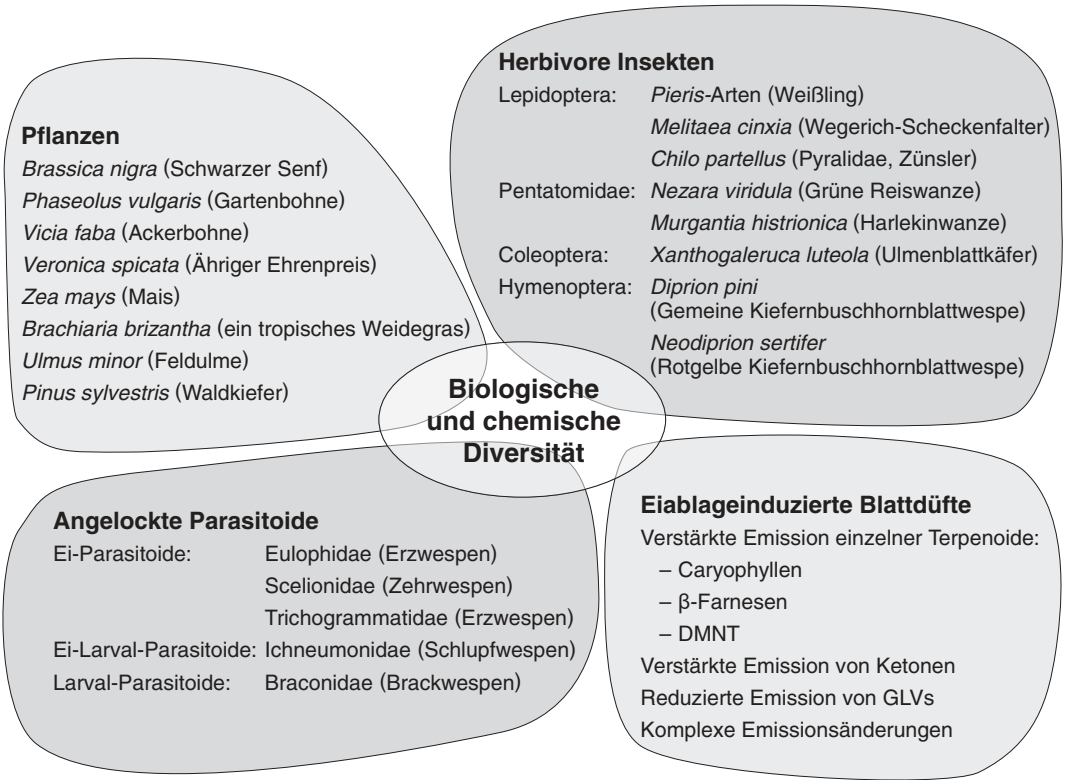 Pflanzen
Brassica nigra (Schwarzer Senf)
Phaseolus vulgaris (Gartenbohne)
Vicia faba (Ackerbohne)
Veronica spicata (Ähriger Ehrenpreis)
Zea mays (Mais)
Brachiaria brizantha (ein tropisches Weidegras)
Ulmus minor (Feldulme)
Pinus sylvestris (Waldkiefer)
Herbivore Insekten
Lepidoptera: Pieris-Arten (Weißling)
Melitaea cinxia (Wegerich-Scheckenfalter)
Chilo partellus (Pyralidae, Zünsler)
Pentatomidae: Nezara viridula (Grüne Reiswanze)
Murgantia histrionica (Harlekinwanze)
Coleoptera: Xanthogaleruca luteola (Ulmenblattkäfer)
Hymenoptera: Diprion pini
(Gemeine Kiefernbuschhornblattwespe)
Neodiprion sertifer
(Rotgelbe Kiefernbuschhornblattwespe)
Biologische
und chemische
Diversität
Angelockte Parasitoide
Ei-Parasitoide: Eulophidae (Erzwespen)
Scelionidae (Zehrwespen)
Trichogrammatidae (Erzwespen)
Ei-Larval-Parasitoide: Ichneumonidae (Schlupfwespen)
Larval-Parasitoide: Braconidae (Brackwespen)
Eiablageinduzierte Blattdüfte
Verstärkte Emission einzelner Terpenoide:
– Caryophyllen
– β-Farnesen
– DMNT
Verstärkte Emission von Ketonen
Reduzierte Emission von GLVs
Komplexe Emissionsänderungen